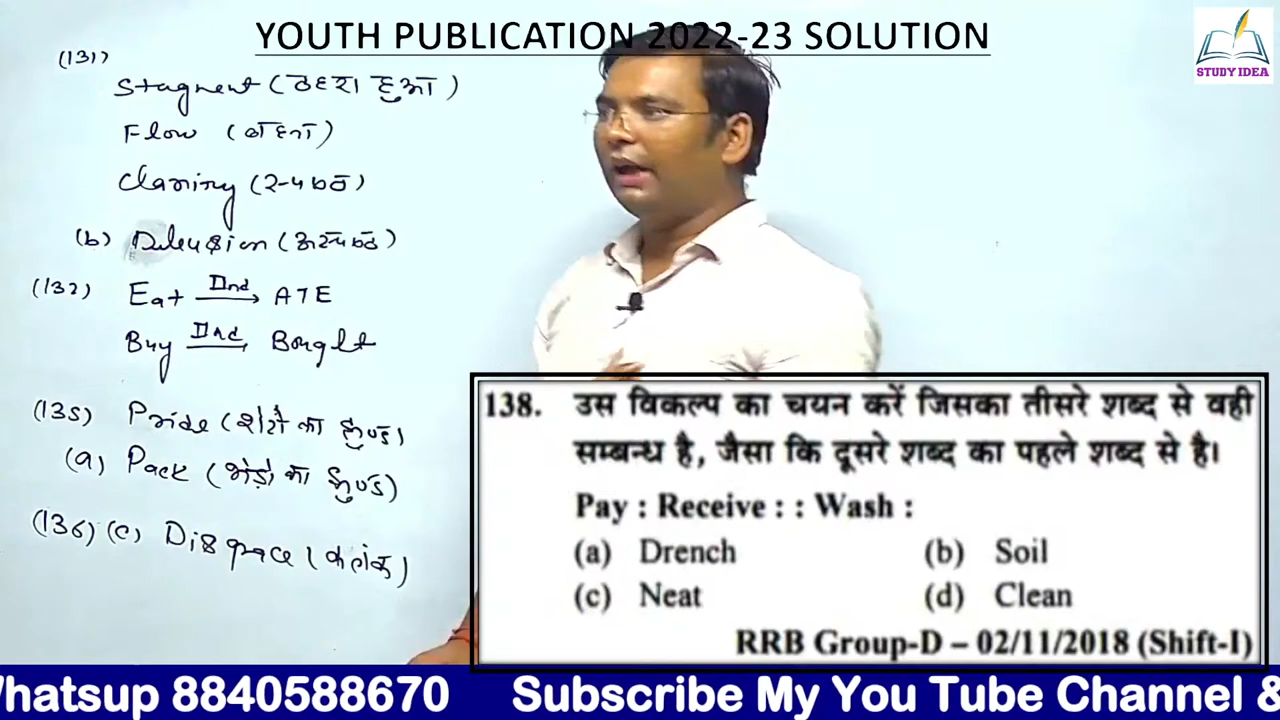 YOUTH PUBLICATION 2022-23 SOLUTION
STUDY IDEA
(131)
Stagnent (ठहरा हुआ)
Flow (बहना)
(स्पष्ट)
(b) Delusion (अस्पष्ट)
(132) Eat IInd ATE
Buy IInd Bought
(135) Pride (शेरों का झुण्ड)
(a) Pack (भेड़ों का झुण्ड)
(136) (c) Disgrace (कलंक)
138. उस विकल्प का चयन करें जिसका तीसरे शब्द से वही
सम्बन्ध है, जैसा कि दूसरे शब्द का पहले शब्द से है।
Pay : Receive : : Wash :
(a) Drench (b) Soil
(c) Neat (d) Clean
RRB Group-D – 02/11/2018 (Shift-I)
Whatsup 8840588670 Subscribe My You Tube Channel &